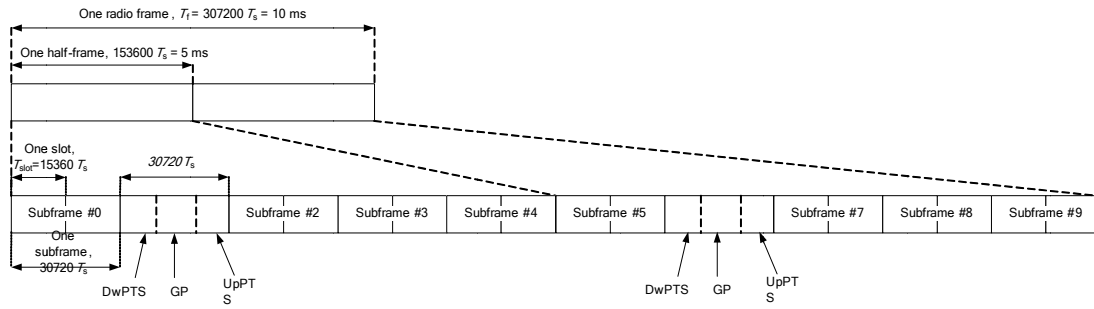 One radio frame, Tf = 307200 Ts = 10 ms
One half-frame, 153600 Ts = 5 ms
One slot,
Tslot=15360 Ts
30720Ts
Subframe #0
Subframe #2
Subframe #3
Subframe #4
Subframe #5
Subframe #7
Subframe #8
Subframe #9
One
subframe,
30720 Ts
DwPTS
GP
UpPT
S
DwPTS
GP
UpPT
S